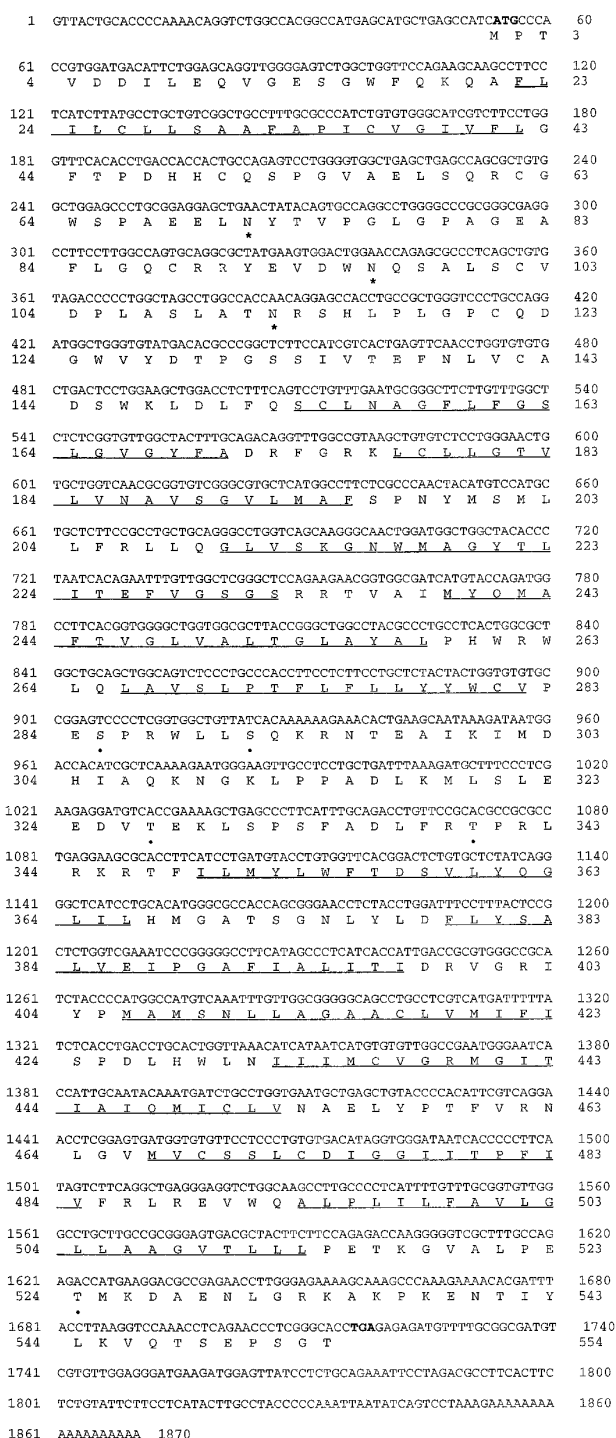 1 GTTACTGCACCCCAAAACAGGTCTGGCCACGGCCATGAGCATGCTGAGCCATCATGCCCA 60
M P T 3
61 CCGTGGATGACATTCTGGAGCAGGTTGGGGAGTCTGGCTGGTTCCAGAAGCAAGCCTTCC 120
4 V D D I L E Q V G E S G W F Q K Q A F L 23
121 TCATCTTATGCCTGCTGTCGGCTGCCTTTGCGCCCATCTGTGTGGGCATCGTCTTCCTGG 180
24 I L C L L S A A F A P I C V G I V F L G 43
181 GTTTCACACCTGACCACCACTGCCAGAGTCCTGGGGTGGCTGAGCTGAGCCAGCGCTGTG 240
44 F T P D H H C Q S P G V A E L S Q R C G 63
241 GCTGGAGCCCTGCGGAGGAGCTGAACTATACAGTGCCAGGCCTGGGGCCCGCGGGCGAGG 300
64 W S P A E E L N Y T V P G L G P A G E A 83
*
301 CCTTCCTTGGCCAGTGCAGGCGCTATGAAGTGGACTGGAACCAGAGCGCCCTCAGCTGTG 360
84 F L G Q C R R Y E V D W N Q S A L S C V 103
*
361 TAGACCCCCTGGCTAGCCTGGCCACCAACAGGAGCCACCTGCCGCTGGGTCCCTGCCAGG 420
104 D P L A S L A T N R S H L P L G P C Q D 123
*
421 ATGGCTGGGTGTATGACACGCCCGGCTCTTCCATCGTCACTGAGTTCAACCTGGTGTGTG 480
124 G W V Y D T P G S S I V T E F N L V C A 143
481 CTGACTCCTGGAAGCTGGACCTCTTTCAGTCCTGTTTGAATGCGGGCTTCTTGTTTGGCT 540
144 D S W K L D L F Q S C L N A G F L F G S 163
541 CTCTCGGTGTTGGCTACTTTGCAGACAGGTTTGGCCGTAAGCTGTGTCTCCTGGGAACTG 600
164 L G V G Y F A D R F G R K L C L L G T V 183
601 TGCTGGTCAACGCGGTGTCGGGCGTGCTCATGGCCTTCTCGCCCAACTACATGTCCATGC 660
184 L V N A V S G V L M A F S P N Y M S M L 203
661 TGCTCTTCCGCCTGCTGCAGGGCCTGGTCAGCAAGGGCAACTGGATGGCTGGCTACACCC 720
204 L F R L L Q G L V S K G N W M A G Y T L 223
721 TAATCACAGAATTTGTTGGCTCGGGCTCCAGAAGAACGGTGGCGATCATGTACCAGATGG 780
224 I T E F V G S G S R R T V A I M Y Q M A 243
781 CCTTCACGGTGGGGCTGGTGGCGCTTACCGGGCTGGCCTACGCCCTGCCTCACTGGCGCT 840
244 F T V G L V A L T G L A Y A L P H W R W 263
841 GGCTGCAGCTGGCAGTCTCCCTGCCCACCTTCCTCTTCCTGCTCTACTACTGGTGTGTGC 900
264 L Q L A V S L P T F L F L L Y Y W C V P 283
901 CGGAGTCCCCTCGGTGGCTGTTATCACAAAAAAGAAACACTGAAGCAATAAAGATAATGG 960
284 E S P R W L L S Q K R N T E A I K I M D 303
• •
961 ACCACATCGCTCAAAAGAATGGGAAGTTGCCTCCTGCTGATTTAAAGATGCTTTCCCTCG 1020
304 H I A Q K N G K L P P A D L K M L S L E 323
1021 AAGAGGATGTCACCGAAAAGCTGAGCCCTTCATTTGCAGACCTGTTCCGCACGCCGCGCC 1080
324 E D V T E K L S P S F A D L F R T P R L 343
• •
1081 TGAGGAAGCGCACCTTCATCCTGATGTACCTGTGGTTCACGGACTCTGTGCTCTATCAGG 1140
344 R K R T F I L M Y L W F T D S V L Y Q G 363
1141 GGCTCATCCTGCACATGGGCGCCACCAGCGGGAACCTCTACCTGGATTTCCTTTACTCCG 1200
364 L I L H M G A T S G N L Y L D F L Y S A 383
1201 CTCTGGTCGAAATCCCGGGGGCCTTCATAGCCCTCATCACCATTGACCGCGTGGGCCGCA 1260
384 L V E I P G A F I A L I T I D R V G R I 403
1261 TCTACCCCATGGCCATGTCAAATTTGTTGGCGGGGGCAGCCTGCCTCGTCATGATTTTTA 1320
404 Y P M A M S N L L A G A A C L V M I F I 423
1321 TCTCACCTGACCTGCACTGGTTAAACATCATAATCATGTGTGTTGGCCGAATGGGAATCA 1380
424 S P D L H W L N I I I M C V G R M G I T 443
1381 CCATTGCAATACAAATGATCTGCCTGGTGAATGCTGAGCTGTACCCCACATTCGTCAGGA 1440
444 I A I Q M I C L V N A E L Y P T F V R N 463
1441 ACCTCGGAGTGATGGTGTGTTCCTCCCTGTGTGACATAGGTGGGATAATCACCCCCTTCA 1500
464 L G V M V C S S L C D I G G I I T P F I 483
1501 TAGTCTTCAGGCTGAGGGAGGTCTGGCAAGCCTTGCCCCTCATTTTGTTTGCGGTGTTGG 1560
484 V F R L R E V W Q A L P L I L F A V L G 503
1561 GCCTGCTTGCCGCGGGAGTGACGCTACTTCTTCCAGAGACCAAGGGGGTCGCTTTGCCAG 1620
504 L L A A G V T L L L P E T K G V A L P E 523
1621 AGACCATGAAGGACGCCGAGAACCTTGGGAGAAAAGCAAAGCCCAAAGAAAACACGATTT 1680
524 T M K D A E N L G R K A K P K E N T I Y 543
•
1681 ACCTTAAGGTCCAAACCTCAGAACCCTCGGGCACCTGAGAGAGATGTTTTGCGGCGATGT 1740
544 L K V Q T S E P S G T 554
1741 CGTGTTGGAGGGATGAAGATGGAGTTATCCTCTGCAGAAATTCCTAGACGCCTTCACTTC 1800
1801 TCTGTATTCTTCCTCATACTTGCCTACCCCCAAATTAATATCAGTCCTAAAGAAAAAAAA 1860
1861 AAAAAAAAAA 1870